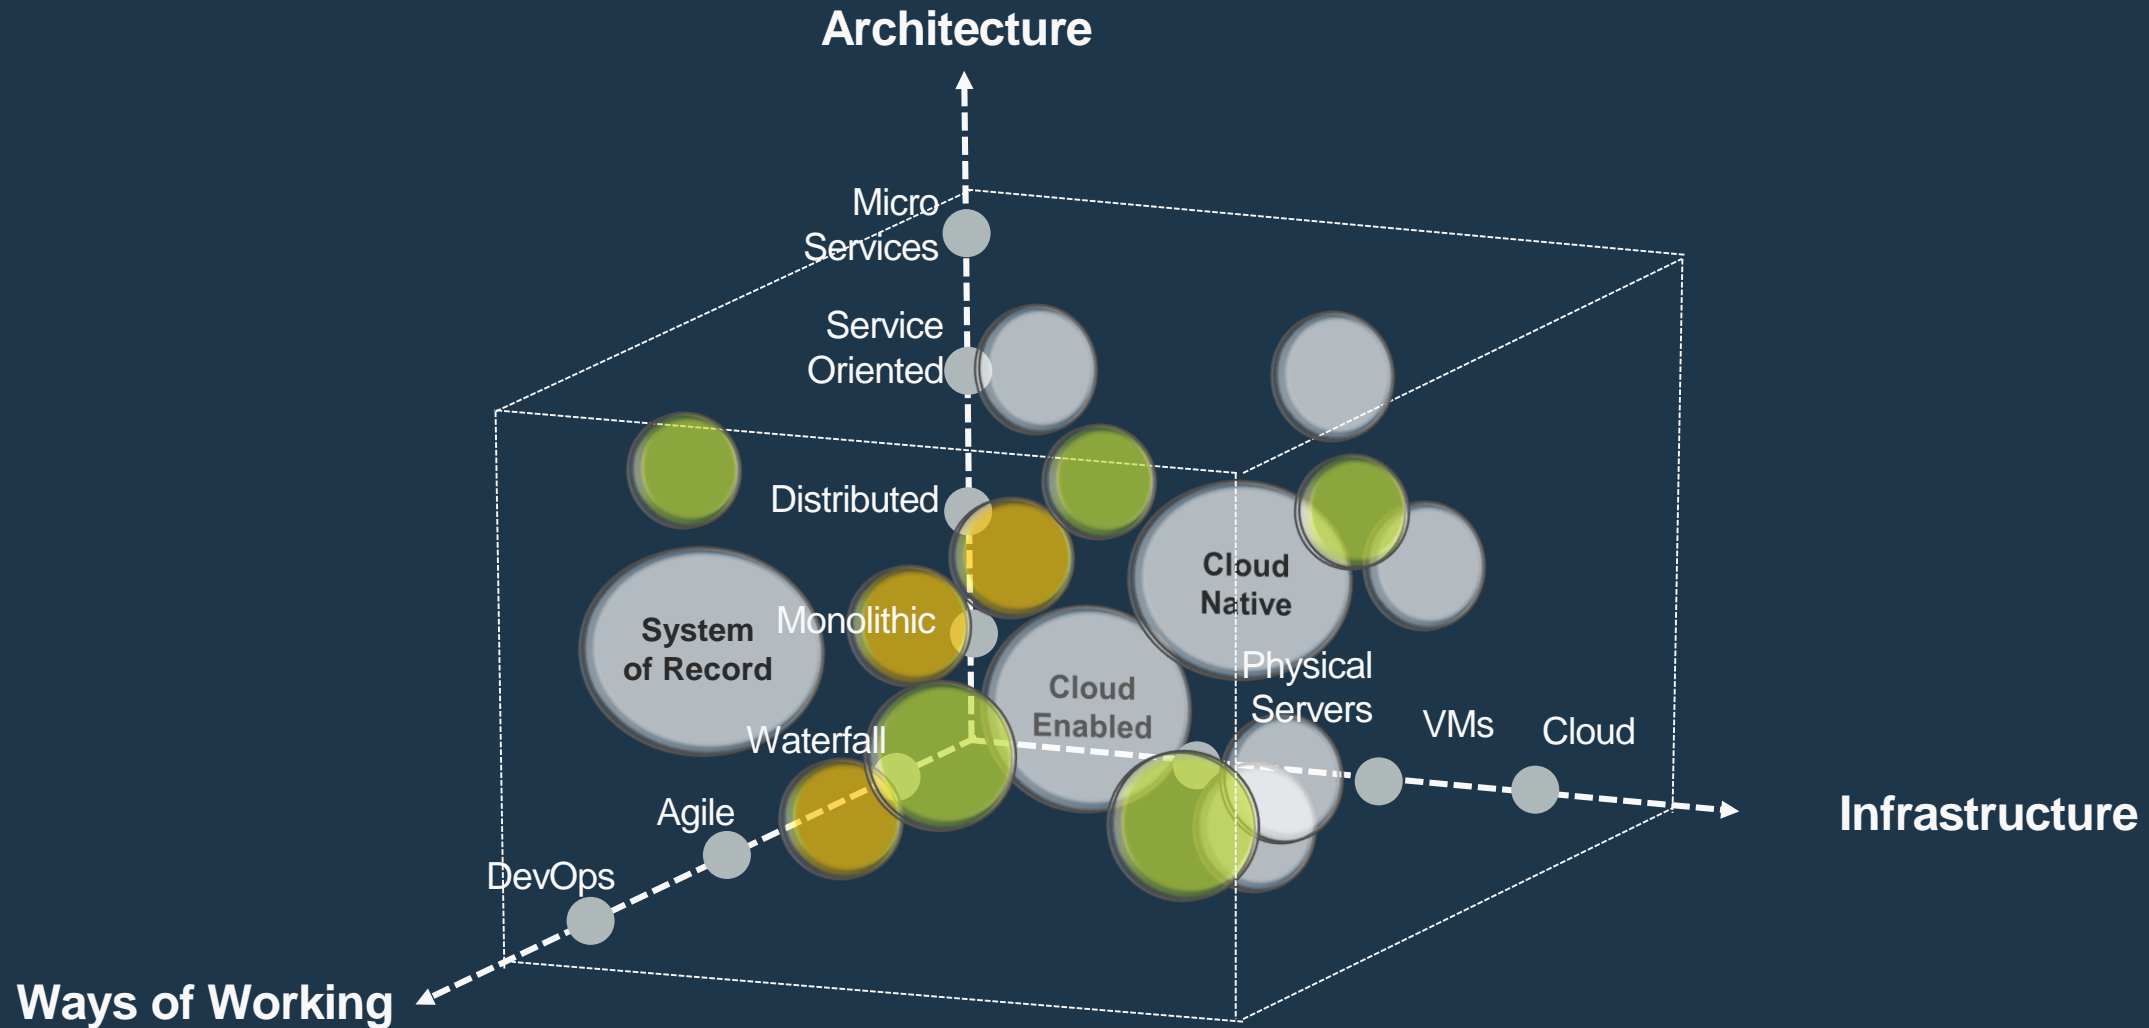 Architecture
Micro
Services
Service
Oriented
Distributed
Monolithic
System
of Record
Cloud
Native
Cloud
Enabled
Physical
Servers
VMs
Cloud
Waterfall
Agile
DevOps
Infrastructure
Ways of Working